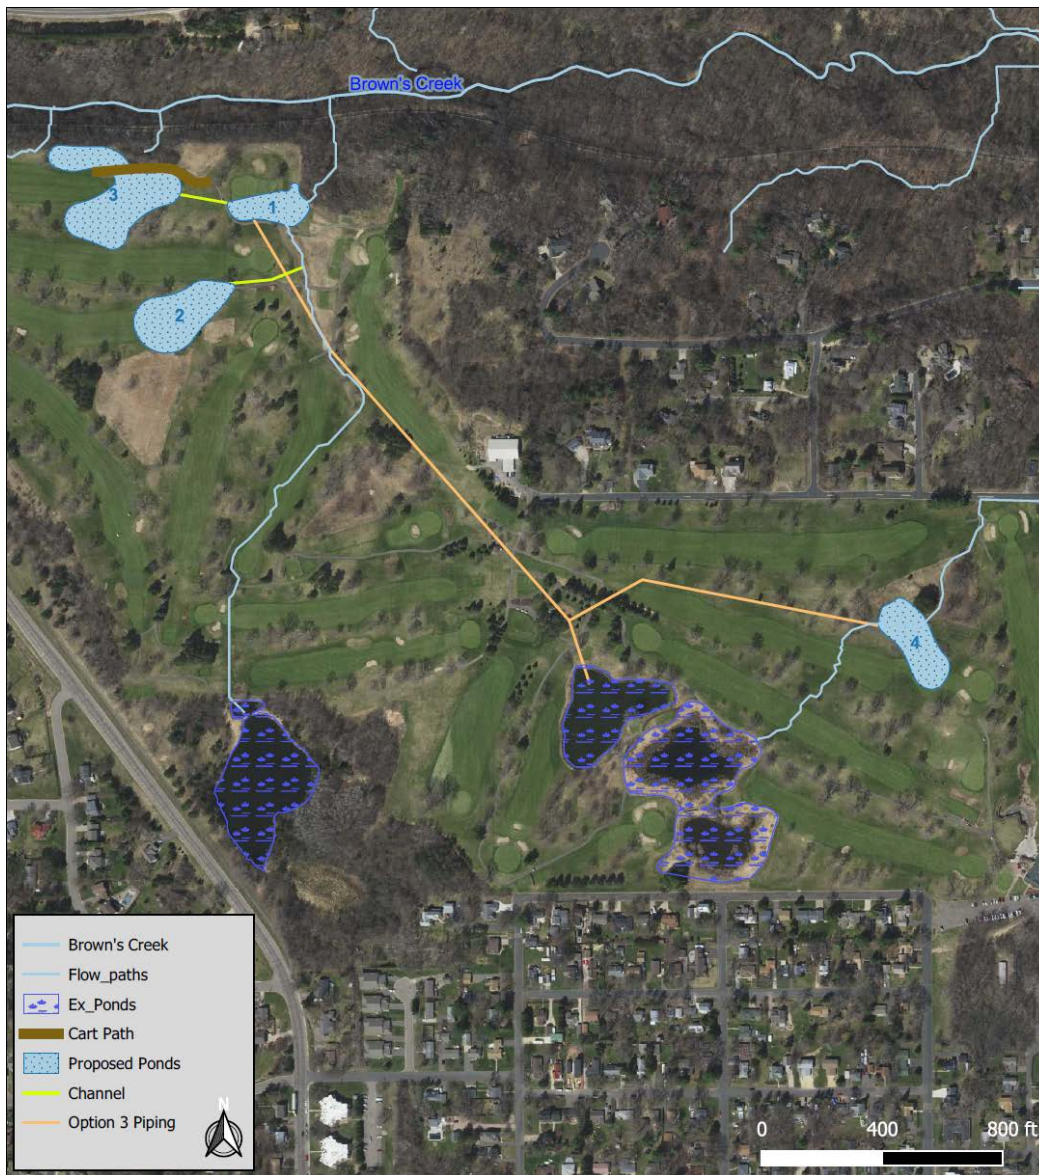 Brown's Creek
3
1
2
4
Brown's Creek
Flow_paths
Ex_Ponds
Cart Path
Proposed Ponds
Channel
Option 3 Piping
N
0 400 800 ft